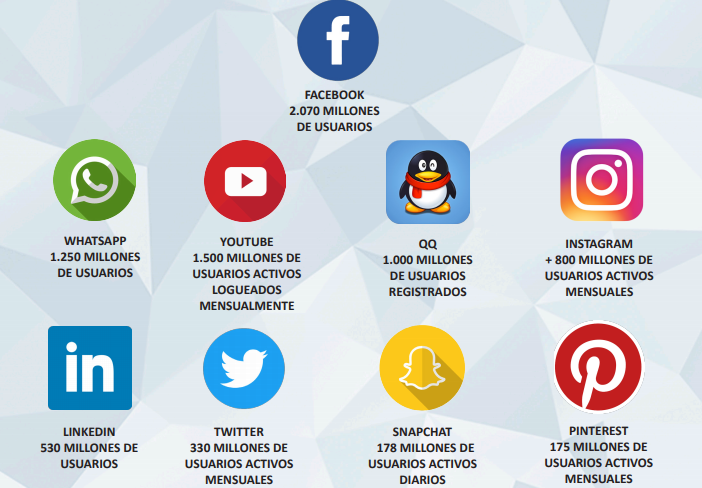 FACEBOOK
2.070 MILLONES
DE USUARIOS
WHATSAPP
1.250 MILLONES
DE USUARIOS
YOUTUBE
1.500 MILLONES DE
USUARIOS ACTIVOS
LOGUEADOS
MENSUALMENTE
QQ
1.000 MILLONES
DE USUARIOS
REGISTRADOS
INSTAGRAM
+ 800 MILLONES DE
USUARIOS ACTIVOS
MENSUALES
in
LINKEDIN
530 MILLONES DE
USUARIOS
TWITTER
330 MILLONES DE
USUARIOS ACTIVOS
MENSUALES
SNAPCHAT
178 MILLONES DE
USUARIOS ACTIVOS
DIARIOS
PINTEREST
175 MILLONES DE
USUARIOS ACTIVOS
MENSUALES